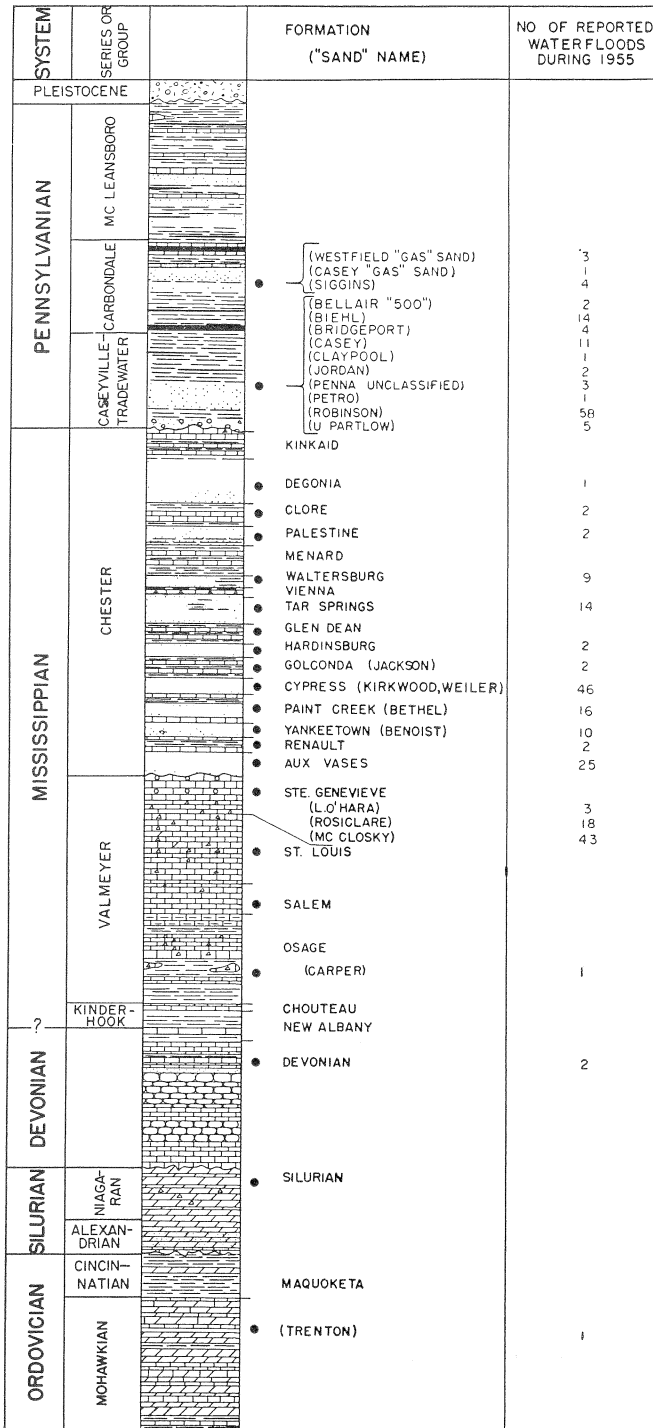 SYSTEM
SERIES OR
GROUP
FORMATION
("SAND" NAME)
NO OF REPORTED
WATERFLOODS
DURING 1955
PLEISTOCENE
PENNSYLVANIAN
MC LEANSBORO
CARBONDALE
(WESTFIELD "GAS" SAND) 3
(CASEY "GAS" SAND) 1
(SIGGINS) 4
(BELLAIR "500") 2
(BIEHL) 14
(BRIDGEPORT) 4
CASEYVILLE-
TRADEWATER
(CASEY) 11
(CLAYPOOL) 1
(JORDAN) 2
(PENNA UNCLASSIFIED) 3
(PETRO) 1
(ROBINSON) 58
(U PARTLOW) 5
MISSISSIPPIAN
CHESTER
KINKAID
DEGONIA 1
CLORE 2
PALESTINE 2
MENARD
WALTERSBURG 9
VIENNA
TAR SPRINGS 14
GLEN DEAN
HARDINSBURG 2
GOLCONDA (JACKSON) 2
CYPRESS (KIRKWOOD, WEILER) 46
PAINT CREEK (BETHEL) 16
YANKEETOWN (BENOIST) 10
RENAULT 2
AUX VASES 25
VALMEYER
STE. GENEVIEVE
(L.O'HARA) 3
(ROSICLARE) 18
(MC CLOSKY) 43
ST. LOUIS
SALEM
OSAGE
(CARPER) 1
KINDER-
HOOK
CHOUTEAU
?
NEW ALBANY
DEVONIAN
DEVONIAN 2
SILURIAN
NIAGA-
RAN
SILURIAN
ALEXAN-
DRIAN
ORDOVICIAN
CINCIN-
NATIAN
MAQUOKETA
MOHAWKIAN
(TRENTON) 1